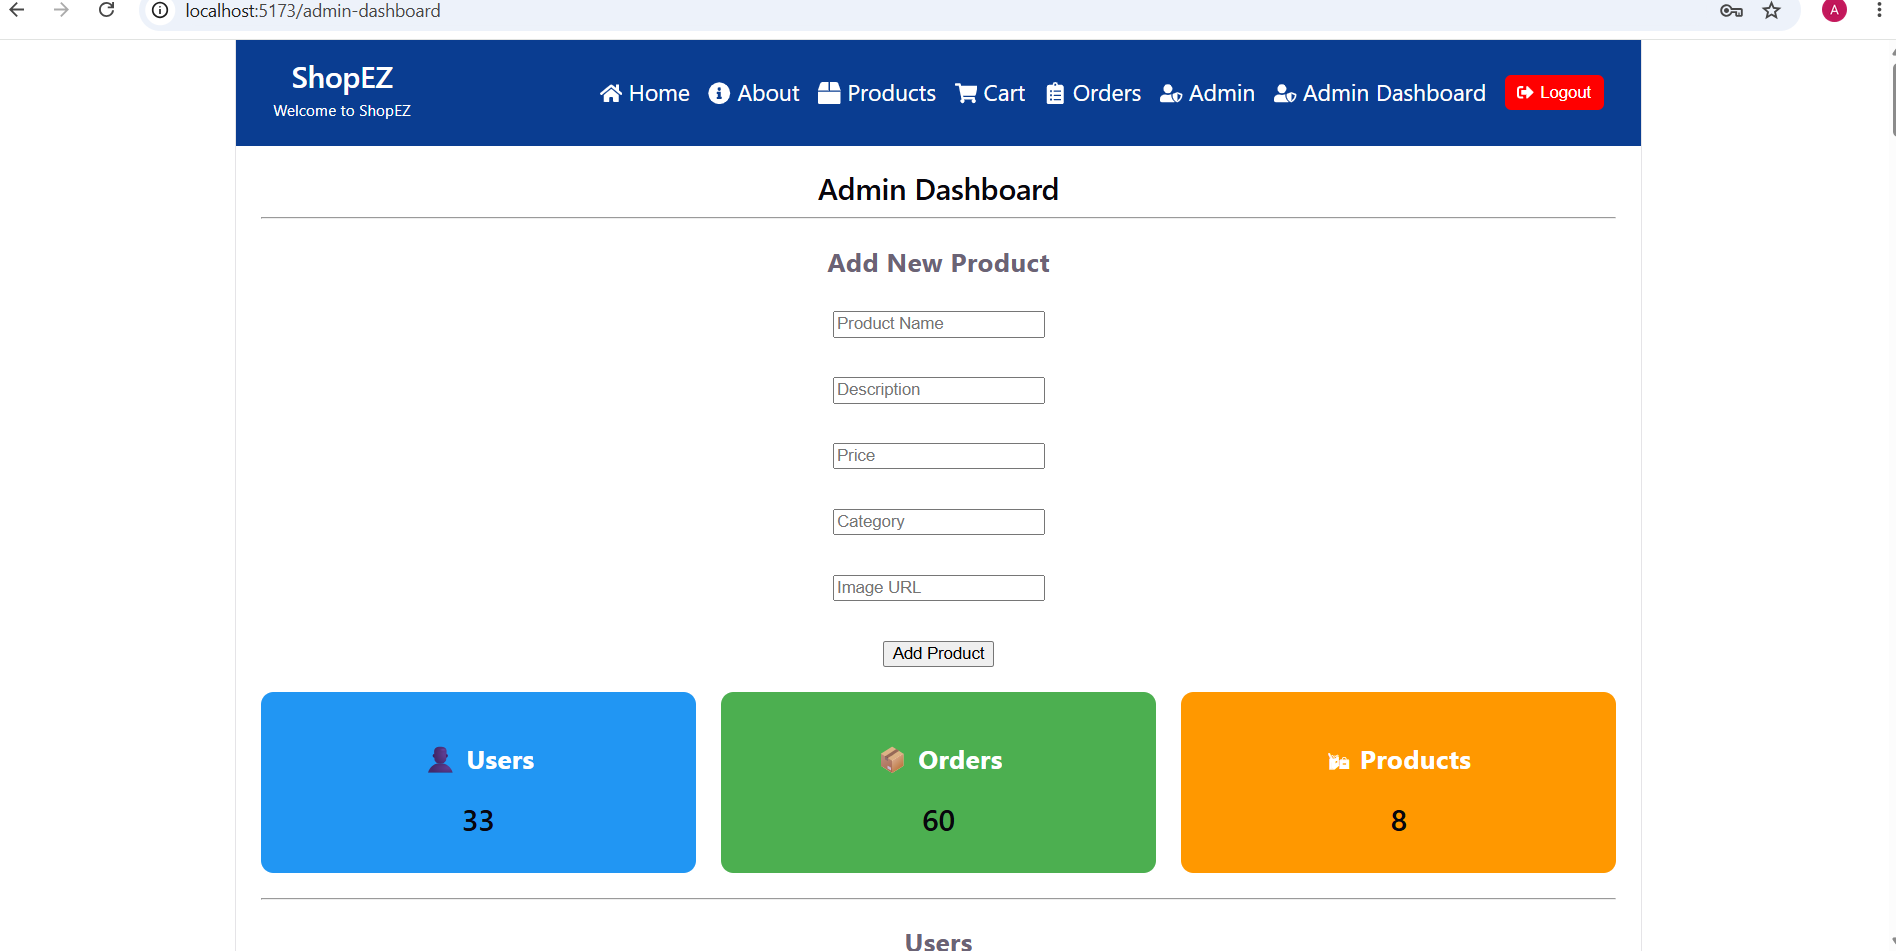 localhost:5173/admin-dashboard
A
ShopEZ
Welcome to ShopEZ
Home About Products Cart Orders Admin Admin Dashboard Logout
Admin Dashboard
Add New Product
Product Name
Description
Price
Category
Image URL
Add Product
Users Orders Products
33 60 8
Users